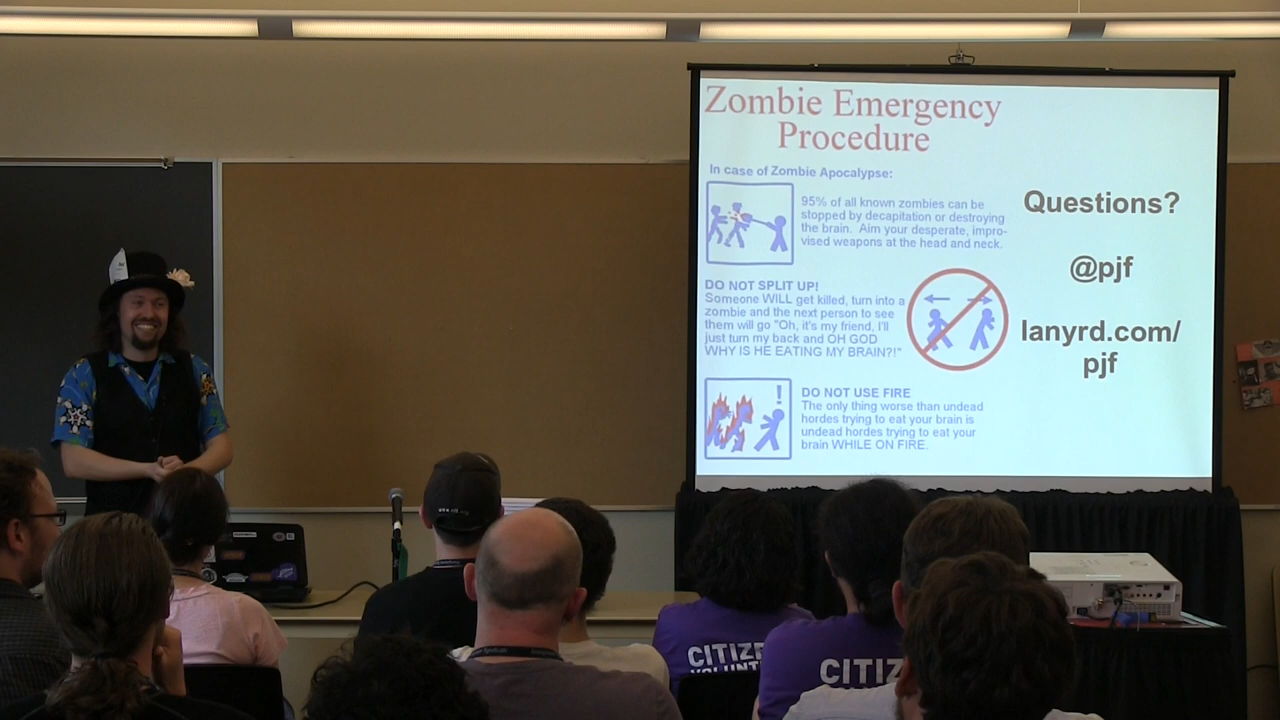 Zombie Emergency
Procedure
In case of Zombie Apocalypse:
95% of all known zombies can be
stopped by decapitation or destroying
the brain. Aim your desperate, impro-
vised weapons at the head and neck.
DO NOT SPLIT UP!
Someone WILL get killed, turn into a
zombie and the next person to see
them will go "Oh, it's my friend, I'll
just turn my back and OH GOD
WHY IS HE EATING MY BRAIN?!"
!
DO NOT USE FIRE
The only thing worse than undead
hordes trying to eat your brain is
undead hordes trying to eat your
brain WHILE ON FIRE.
Questions?
@pjf
lanyrd.com/
pjf
CITIZE
VOLUNT
CITIZ